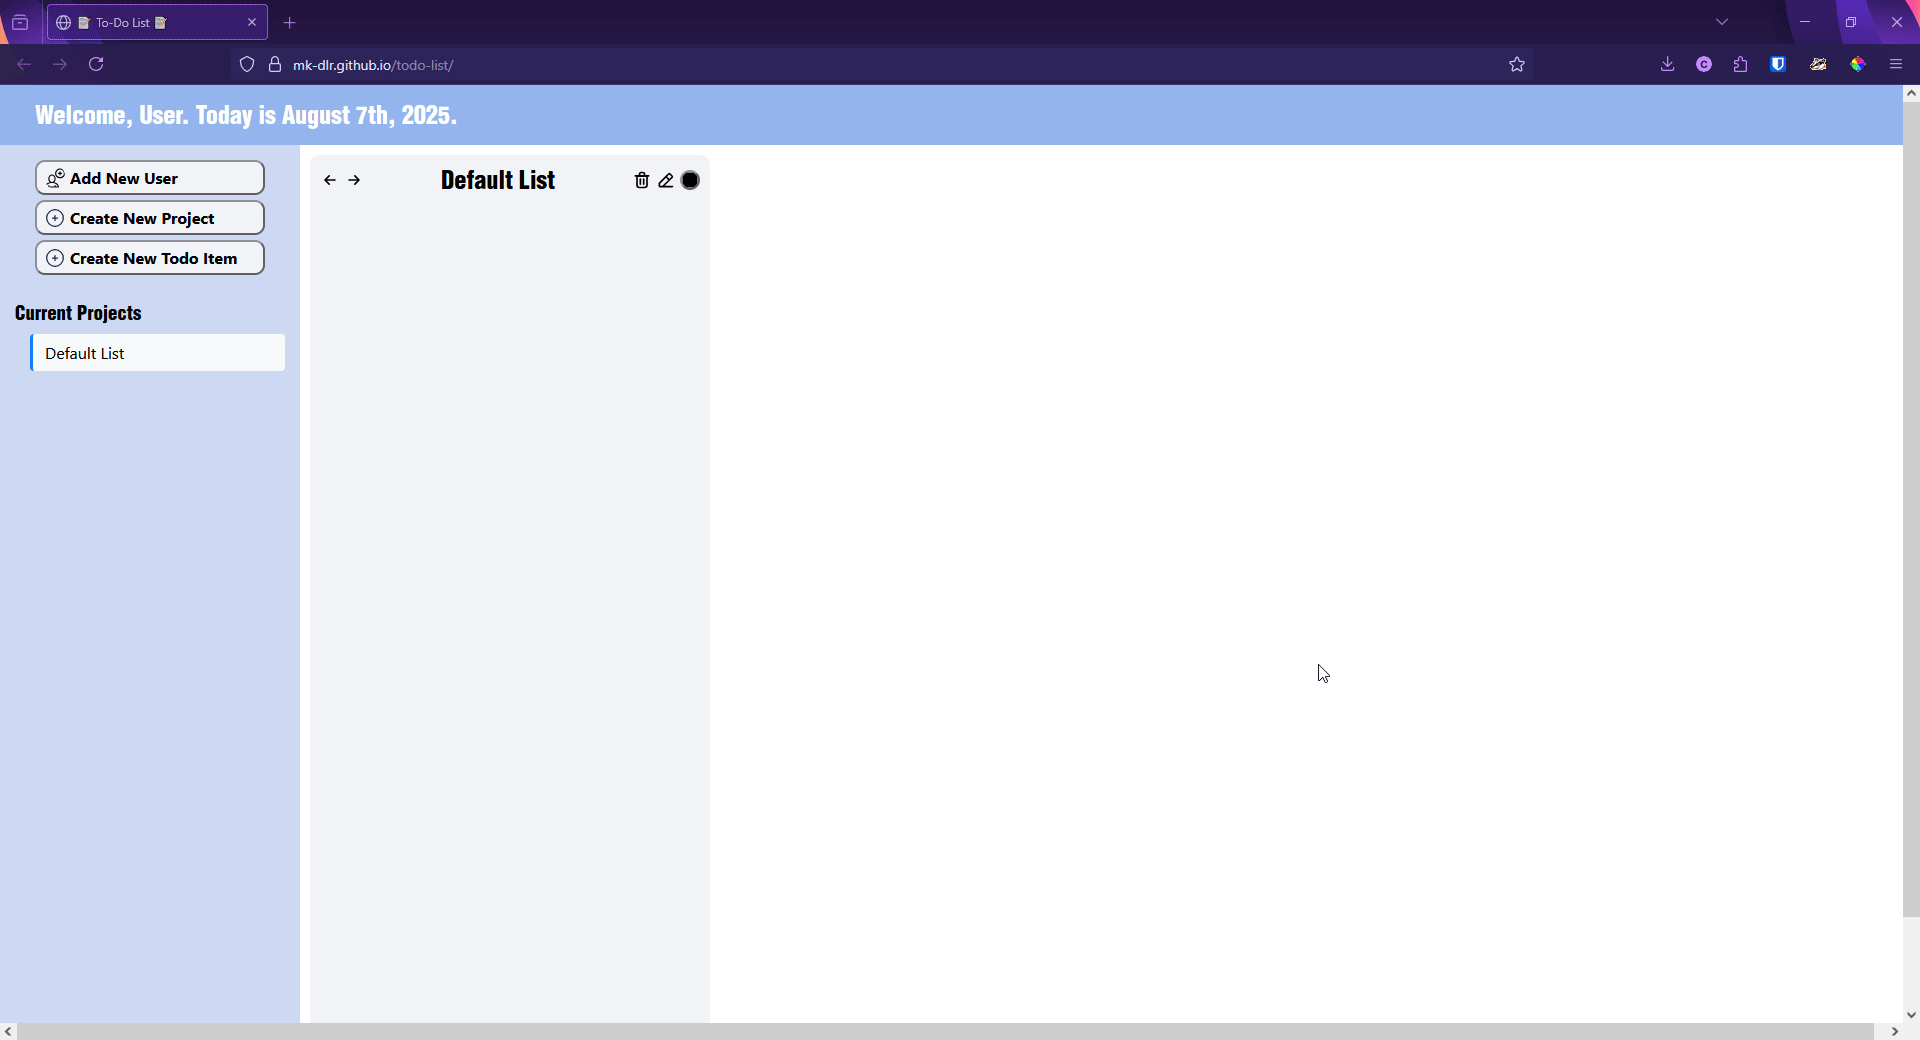 📝 To-Do List 📝
mk-dlr.github.io/todo-list/
C
Welcome, User. Today is August 7th, 2025.
Add New User
Create New Project
Create New Todo Item
Current Projects
Default List
Default List